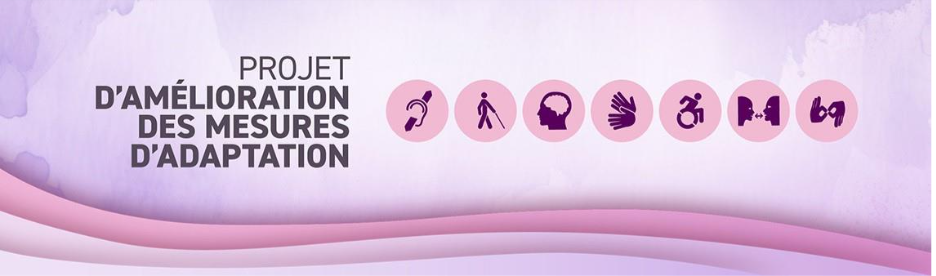 PROJET
D'AMÉLIORATION
DES MESURES
D'ADAPTATION